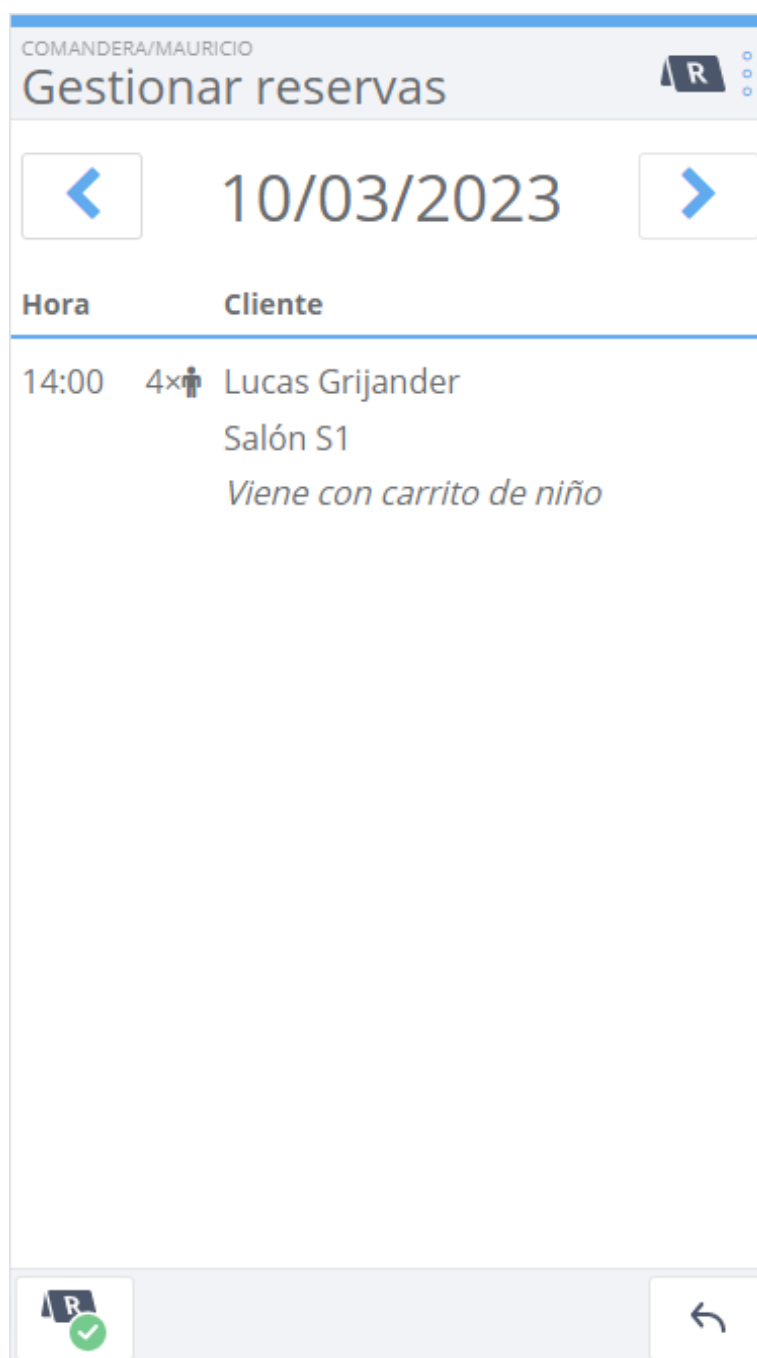 COMANDERA/MAURICIO
Gestionar reservas
R
10/03/2023
Hora Cliente
14:00 4× Lucas Grijander
Salón S1
Viene con carrito de niño
R